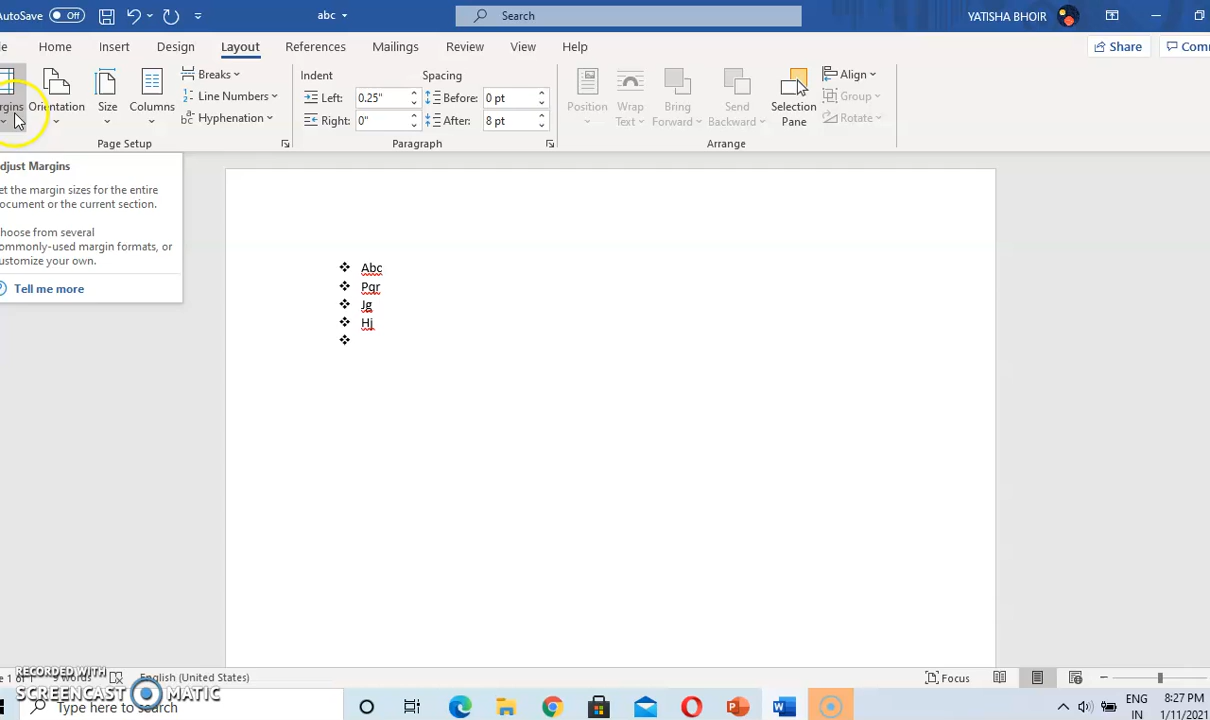 AutoSave Off abc Search YATISHA BHOIR
le Home Insert Design Layout References Mailings Review View Help Share Com
rgins Orientation Size Columns
Breaks
Line Numbers
Hyphenation
Page Setup
Indent
Left: 0.25"
Right: 0"
Spacing
Before: 0 pt
After: 8 pt
Paragraph
Position
Wrap Text
Bring Forward
Send Backward
Selection Pane
Align
Group
Rotate
Arrange
djust Margins
et the margin sizes for the entire
ocument or the current section.
hoose from several
ommonly-used margin formats, or
ustomize your own.
Tell me more
❖ Abc
❖ Pqr
❖ Jg
❖ Hj
❖
English (United States) Focus
RECORDED WITH
SCREENCAST MATIC
Type here to search
ENG
IN
8:27 PM
1/11/2021